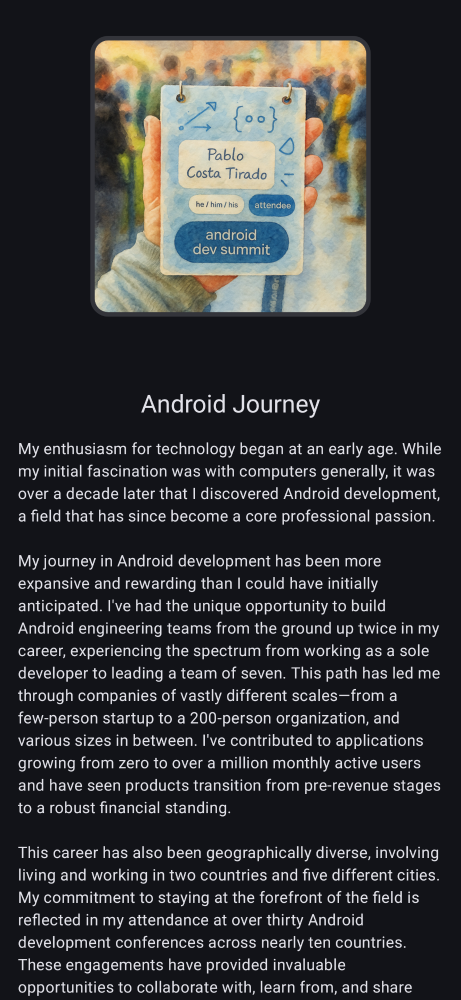 Pablo
Costa Tirado
he / him / his
attendee
android
dev summit
Android Journey
My enthusiasm for technology began at an early age. While
my initial fascination was with computers generally, it was
over a decade later that I discovered Android development,
a field that has since become a core professional passion.
My journey in Android development has been more
expansive and rewarding than I could have initially
anticipated. I've had the unique opportunity to build
Android engineering teams from the ground up twice in my
career, experiencing the spectrum from working as a sole
developer to leading a team of seven. This path has led me
through companies of vastly different scales—from a
few-person startup to a 200-person organization, and
various sizes in between. I've contributed to applications
growing from zero to over a million monthly active users
and have seen products transition from pre-revenue stages
to a robust financial standing.
This career has also been geographically diverse, involving
living and working in two countries and five different cities.
My commitment to staying at the forefront of the field is
reflected in my attendance at over thirty Android
development conferences across nearly ten countries.
These engagements have provided invaluable
opportunities to collaborate with, learn from, and share